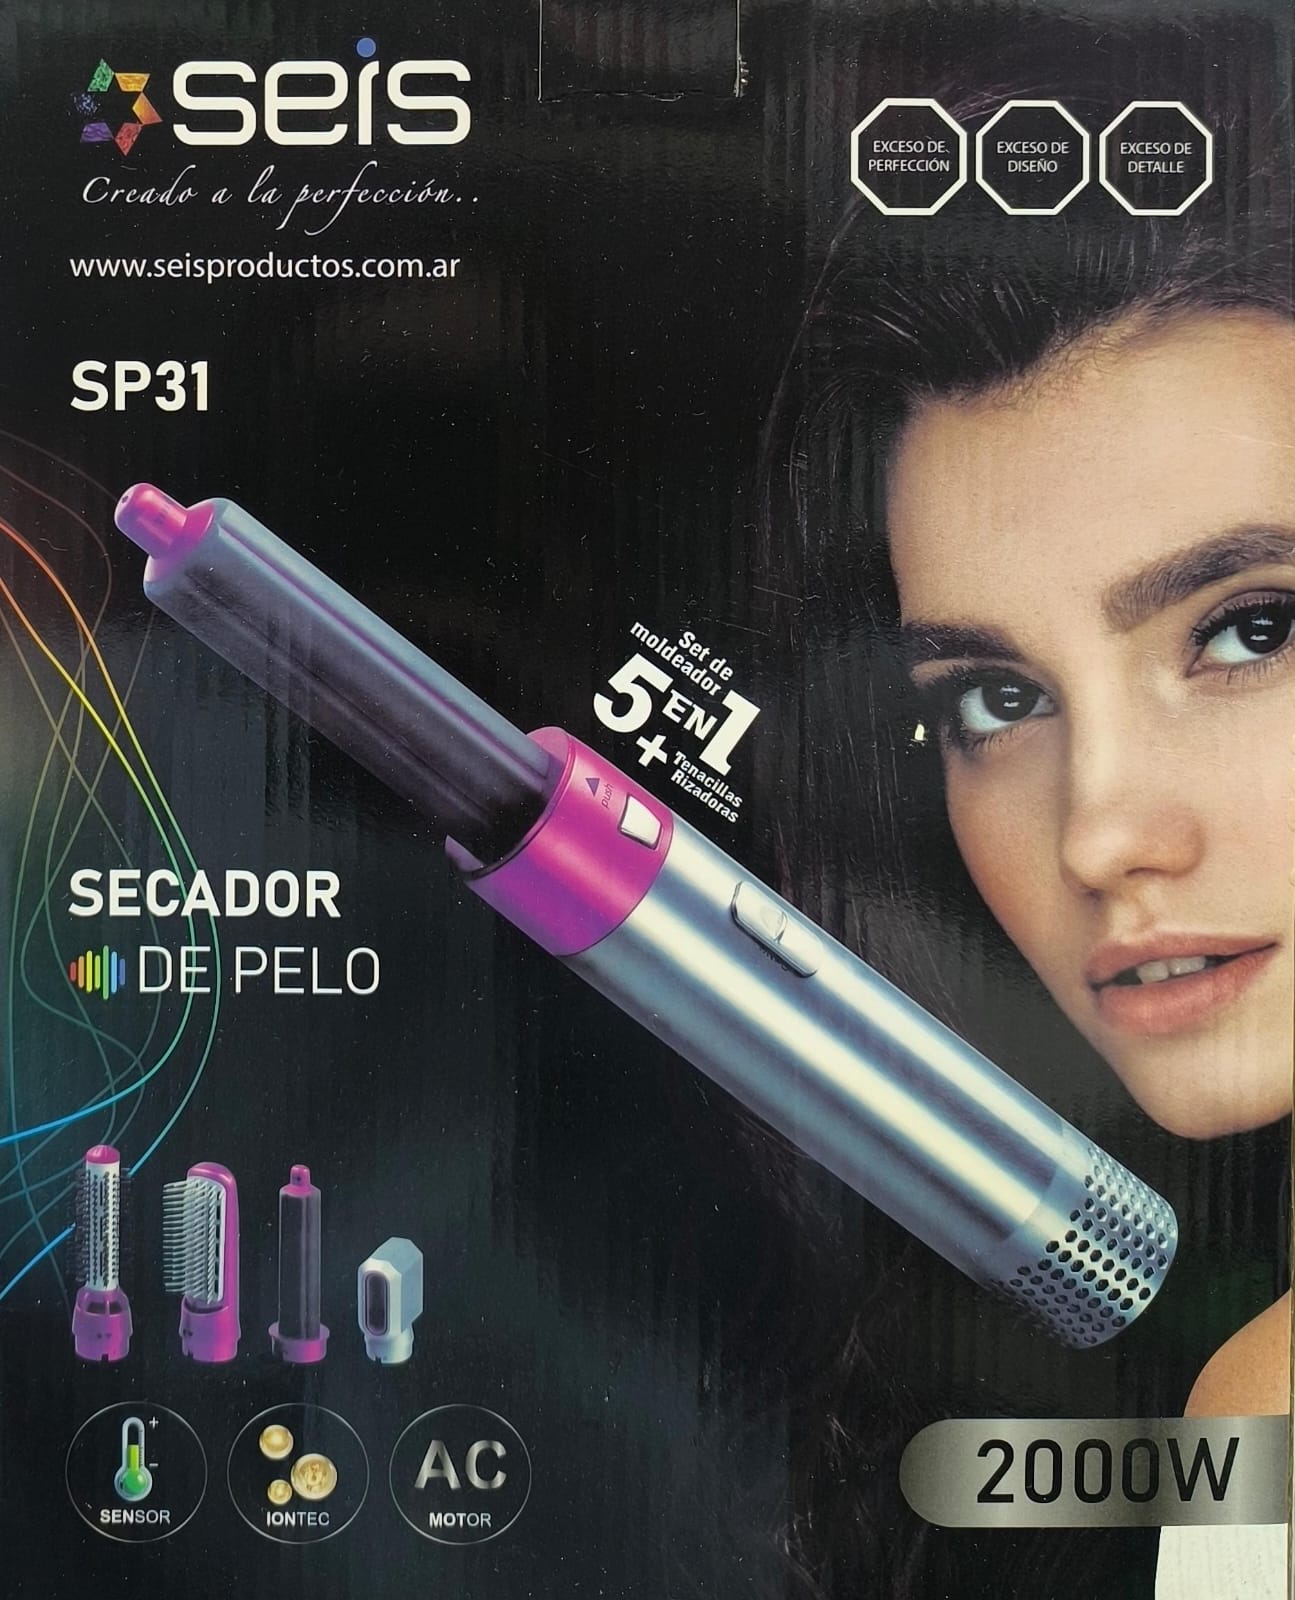 seis
Creado a la perfección..
www.seisproductos.com.ar
EXCESO DE
PERFECCIÓN
EXCESO DE
DISEÑO
EXCESO DE
DETALLE
SP31
Set de
moldeador
5 EN 1
+ Tenacillas
Rizadoras
push
SECADOR
DE PELO
SENSOR
IONTEC
AC
MOTOR
2000W